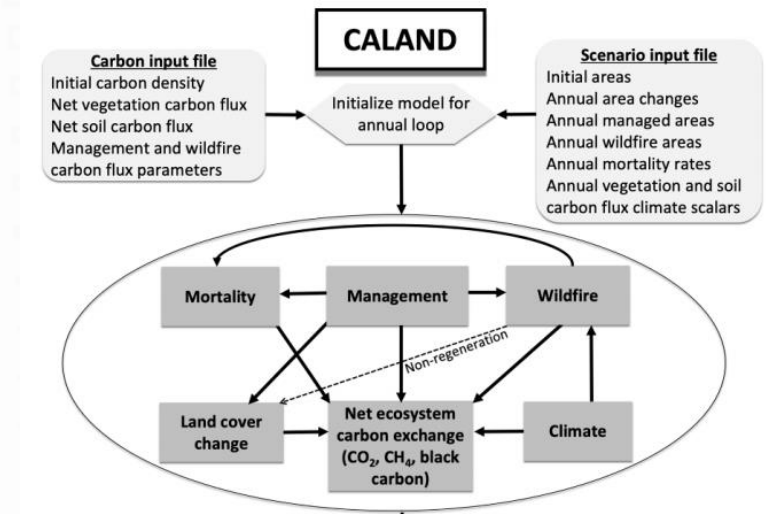 CALAND
Carbon input file
Initial carbon density
Net vegetation carbon flux
Net soil carbon flux
Management and wildfire
carbon flux parameters
Initialize model for
annual loop
Scenario input file
Initial areas
Annual area changes
Annual managed areas
Annual wildfire areas
Annual mortality rates
Annual vegetation and soil
carbon flux climate scalars
Mortality
Management
Wildfire
Non-regeneration
Land cover
change
Net ecosystem
carbon exchange
(CO₂, CH₄, black
carbon)
Climate